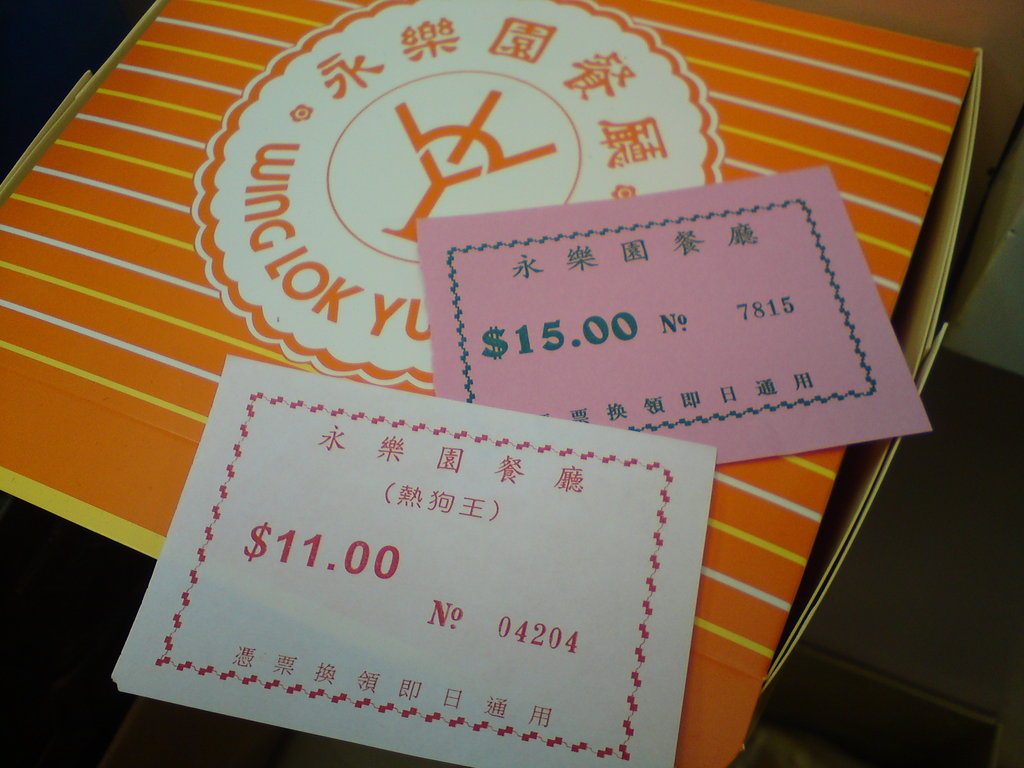 永樂園餐廳
WINGLOK YU
永樂園餐廳
$15.00 Nº 7815
票換領即日通用
永樂園餐廳
(熱狗王)
$11.00
Nº 04204
憑票換領即日通用